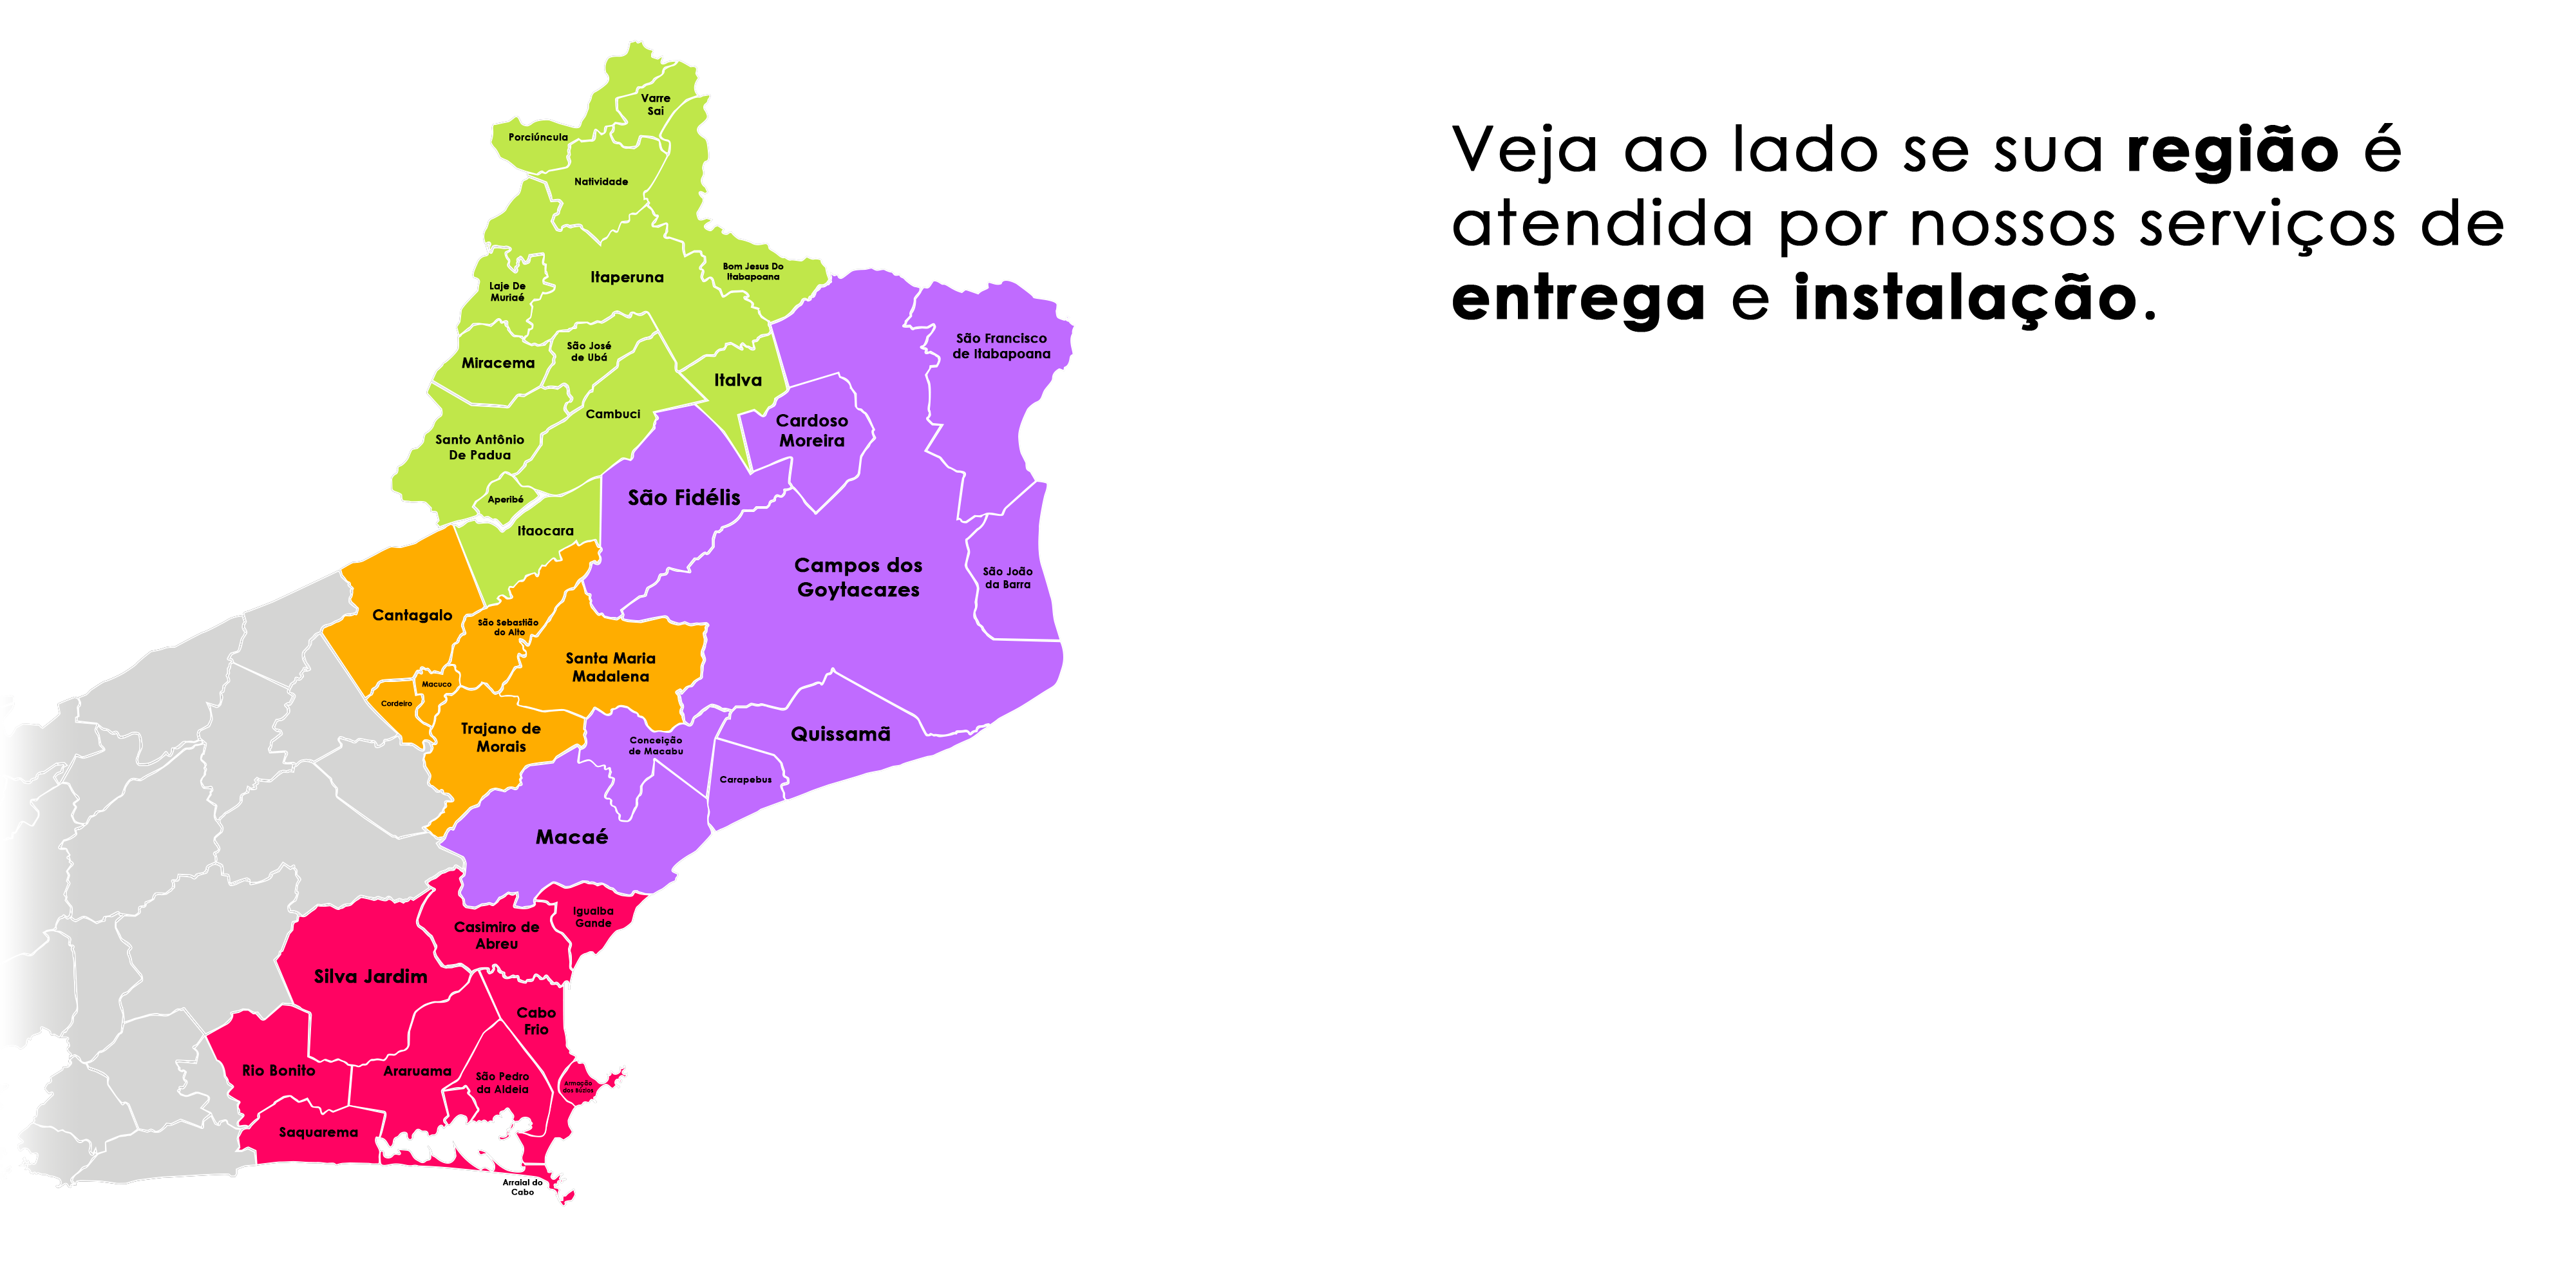 Veja ao lado se sua região é
atendida por nossos serviços de
entrega e instalação.
Varre
Sai
Porciúncula
Natividade
Itaperuna
Bom Jesus Do
Itabapoana
Laje De
Muriaé
São José
de Ubá
Miracema
Italva
Cambuci
Santo Antônio
De Padua
Aperibé
Itaocara
São Francisco
de Itabapoana
Cardoso
Moreira
São Fidélis
Campos dos
Goytacazes
São João
da Barra
Cantagalo
São Sebastião
do Alto
Santa Maria
Madalena
Macuco
Cordeiro
Trajano de
Morais
Conceição
de Macabu
Quissamã
Carapebus
Macaé
Iguaiba
Gande
Casimiro de
Abreu
Silva Jardim
Cabo
Frio
Rio Bonito
Araruama
São Pedro
da Aldeia
Armação
dos Búzios
Saquarema
Arraial do
Cabo